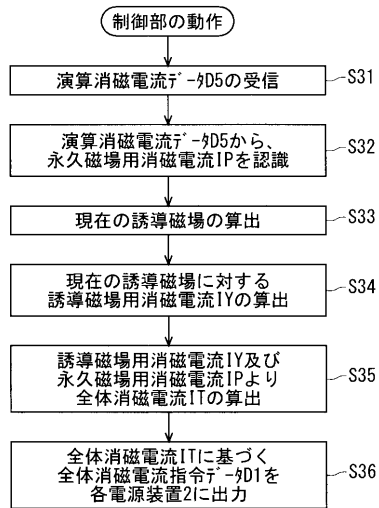 制御部の動作
演算消磁電流ﾃﾞｰﾀD5の受信
S31
演算消磁電流ﾃﾞｰﾀD5から、
永久磁場用消磁電流IPを認識
S32
現在の誘導磁場の算出
S33
現在の誘導磁場に対する
誘導磁場用消磁電流IYの算出
S34
誘導磁場用消磁電流IY及び
永久磁場用消磁電流IPより
全体消磁電流ITの算出
S35
全体消磁電流ITに基づく
全体消磁電流指令ﾃﾞｰﾀD1を
各電源装置2に出力
S36